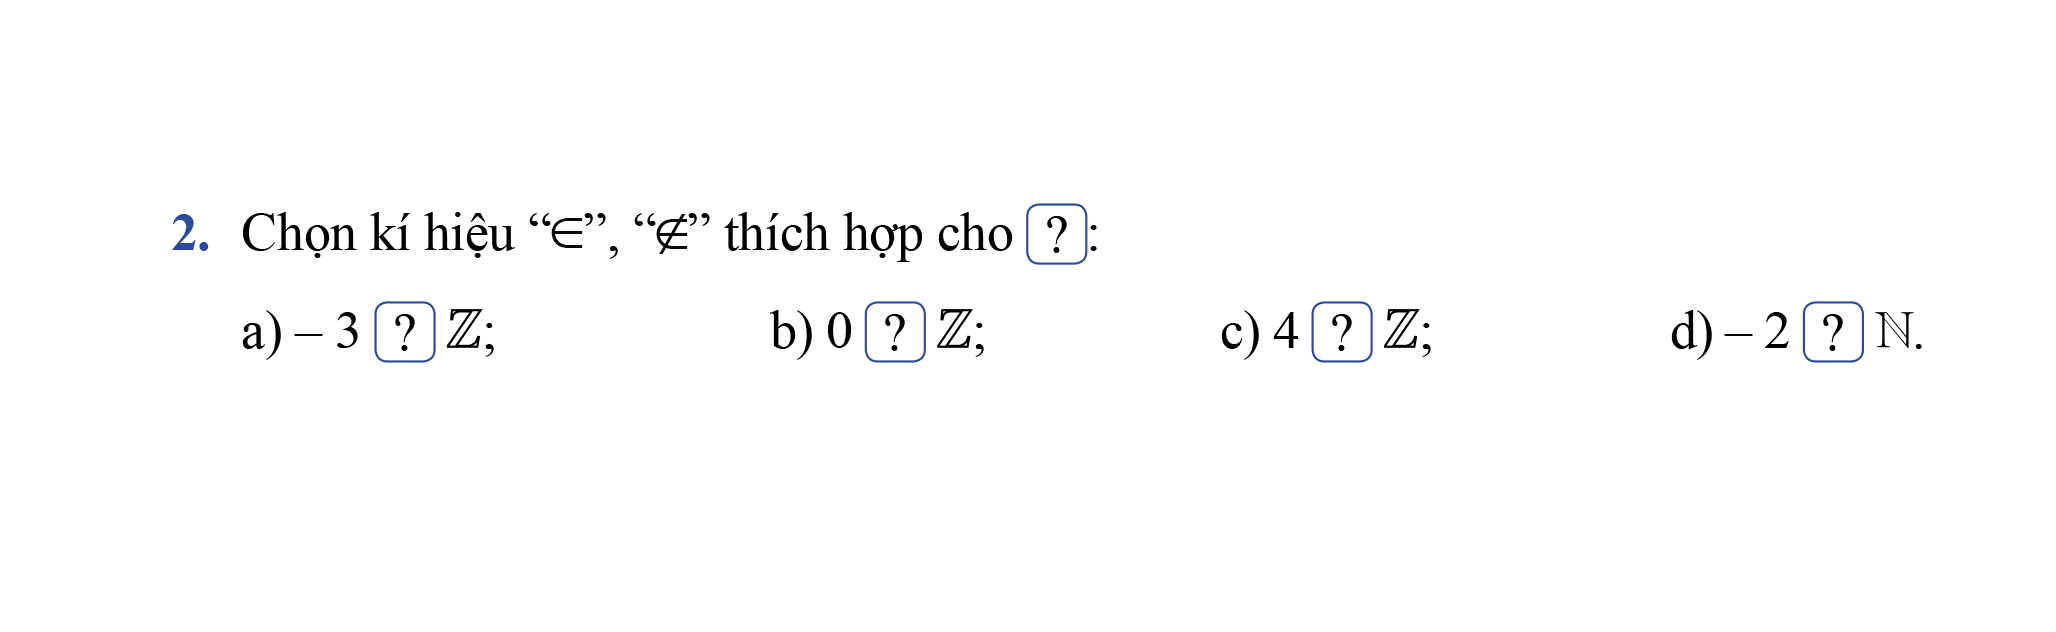 2. Chọn kí hiệu “∈”, “∉” thích hợp cho ?:
a) – 3 ? ℤ; b) 0 ? ℤ; c) 4 ? ℤ; d) – 2 ? ℕ.